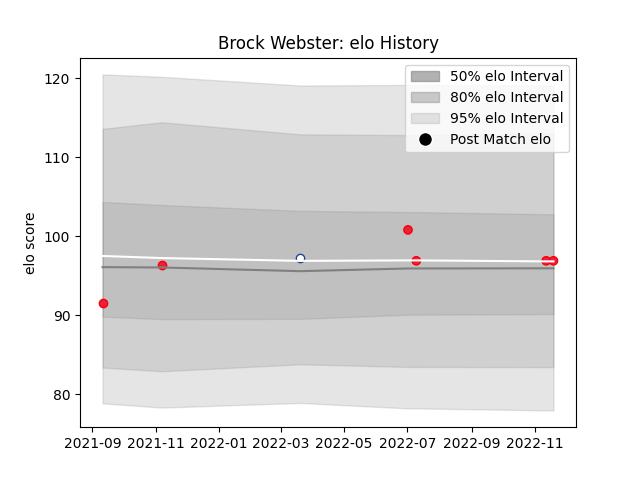 Brock Webster: elo History
50% elo Interval
80% elo Interval
95% elo Interval
Post Match elo
elo score
120
110
100
90
80
2021-09 2021-11 2022-01 2022-03 2022-05 2022-07 2022-09 2022-11